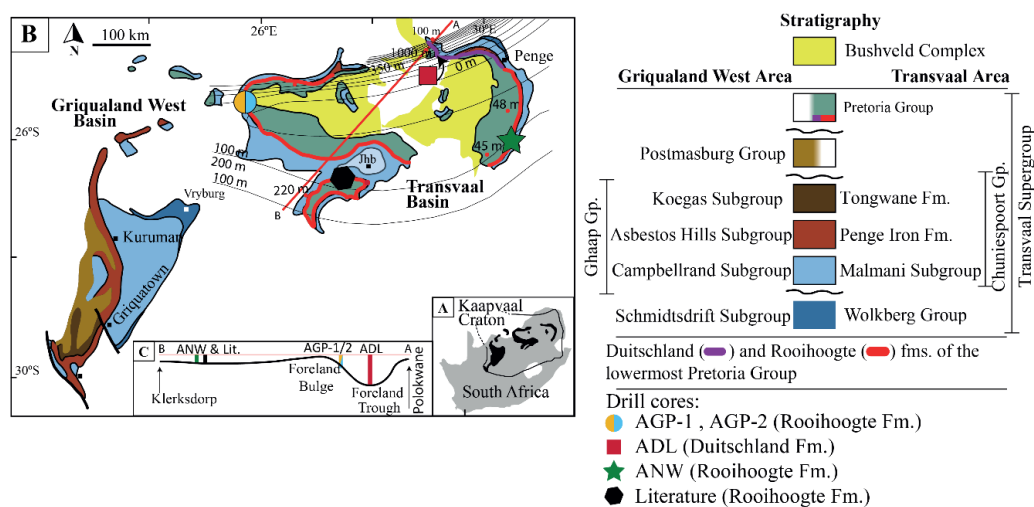 B
N
100 km
26°E
30°E
100 m
A
1000 m
350 m
0 m
Penge
Griqualand West
Basin
48 m
26°S
45 m
100 m
200 m
100 m
Jhb
220 m
Transvaal
Basin
B
Vryburg
Kuruman
Griquatown
30°S
C
B
ANW & Lit.
AGP-1/2
ADL
A
Foreland
Bulge
Foreland
Trough
Klerksdorp
Polokwane
A
Kaapvaal
Craton
South Africa
Stratigraphy
Bushveld Complex
Griqualand West Area
Transvaal Area
Pretoria Group
Postmasburg Group
Koegas Subgroup
Tongwane Fm.
Asbestos Hills Subgroup
Penge Iron Fm.
Campbellrand Subgroup
Malmani Subgroup
Schmidtsdrift Subgroup
Wolkberg Group
Ghaap Gp.
Chuniespoort Gp.
Transvaal Supergroup
Duitschland ( ) and Rooihoogte ( ) fms. of the
lowermost Pretoria Group
Drill cores:
AGP-1 , AGP-2 (Rooihoogte Fm.)
ADL (Duitschland Fm.)
ANW (Rooihoogte Fm.)
Literature (Rooihoogte Fm.)